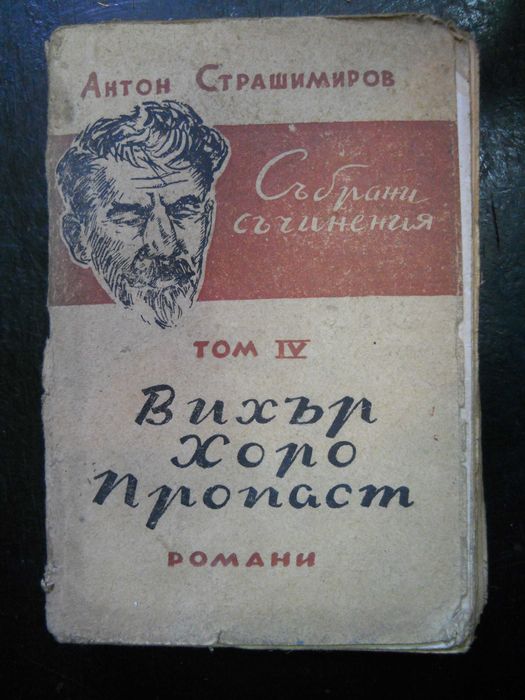 Антон Страшимиров
Събрани
съчинения
ТОМ IV
Вихър
Хоро
Пропаст
РОМАНИ